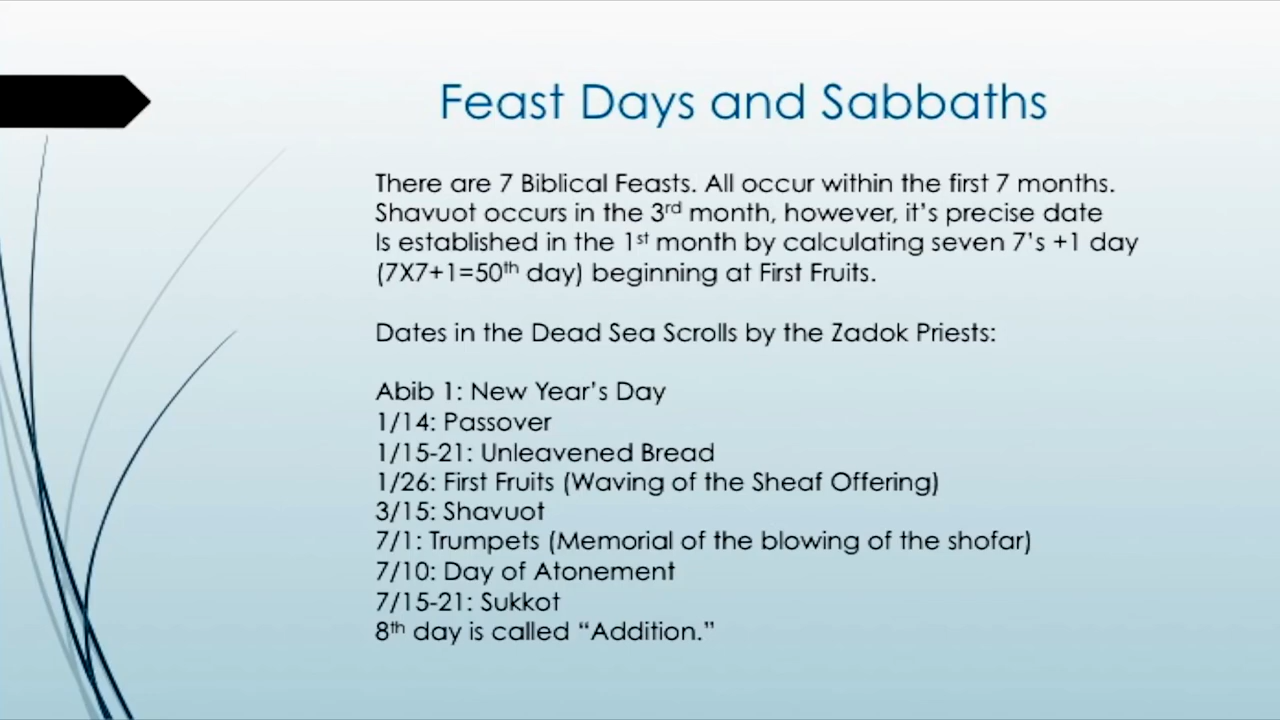 Feast Days and Sabbaths
There are 7 Biblical Feasts. All occur within the first 7 months.
Shavuot occurs in the 3rd month, however, it's precise date
Is established in the 1st month by calculating seven 7's +1 day
(7X7+1=50th day) beginning at First Fruits.
Dates in the Dead Sea Scrolls by the Zadok Priests:
Abib 1: New Year's Day
1/14: Passover
1/15-21: Unleavened Bread
1/26: First Fruits (Waving of the Sheaf Offering)
3/15: Shavuot
7/1: Trumpets (Memorial of the blowing of the shofar)
7/10: Day of Atonement
7/15-21: Sukkot
8th day is called “Addition.”